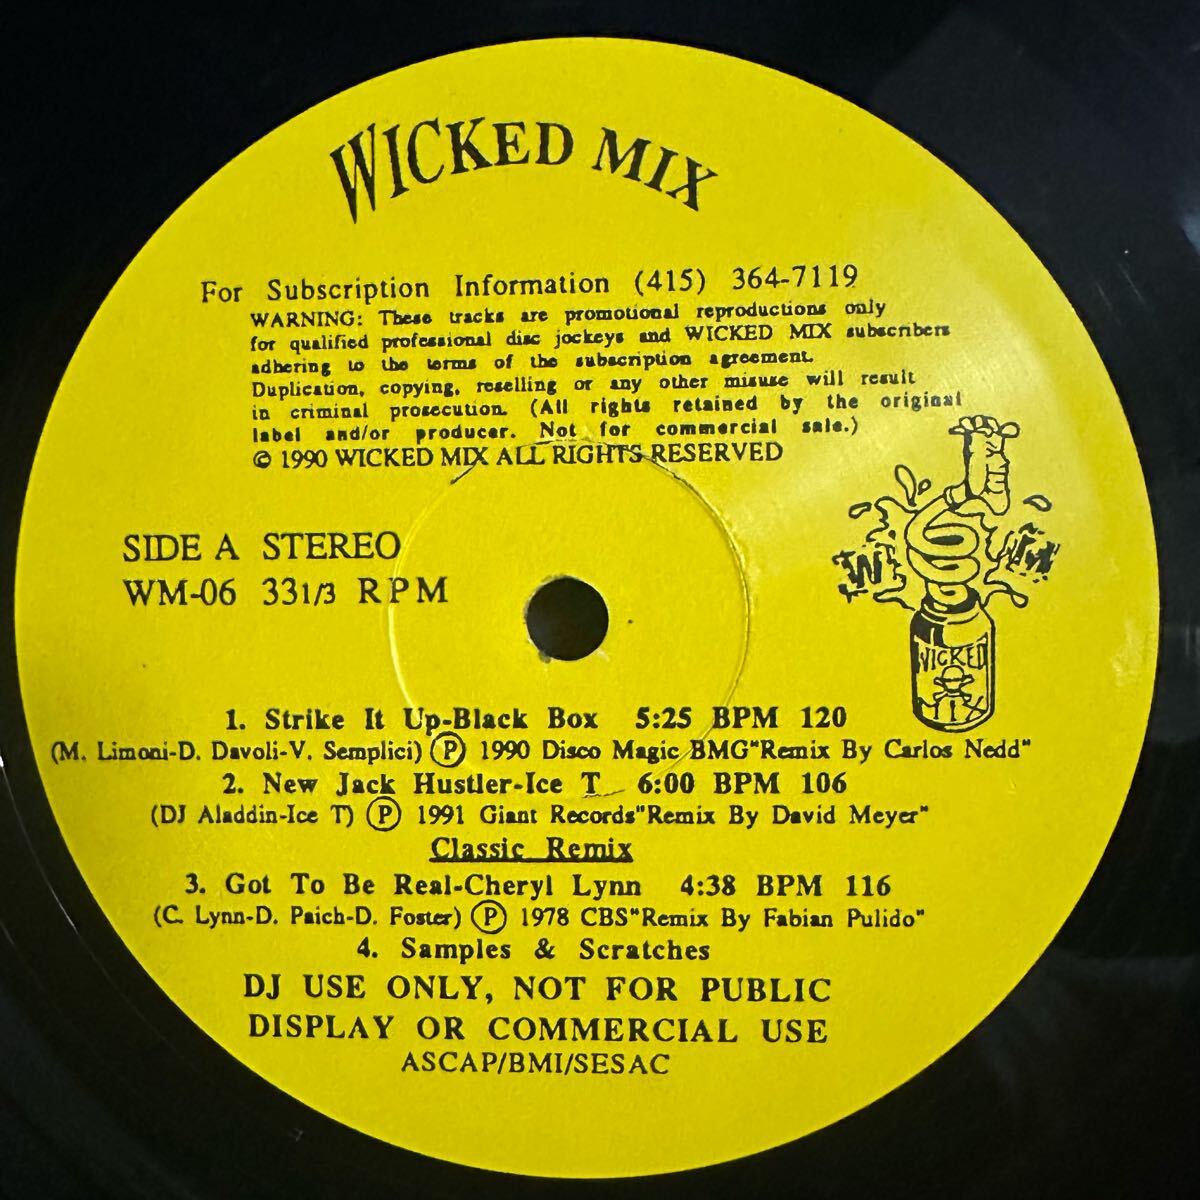 WICKED MIX
For Subscription Information (415) 364-7119
WARNING: These tracks are promotional reproductions only
for qualified professional disc jockeys and WICKED MIX subscribers
adhering to the terms of the subscription agreement.
Duplication, copying, reselling or any other misuse will result
in criminal prosecution. (All rights retained by the original
label and/or producer. Not for commercial sale.)
© 1990 WICKED MIX ALL RIGHTS RESERVED
SIDE A STEREO
WM-06 33 1/3 RPM
W M
WICKED
MIX
1. Strike It Up-Black Box 5:25 BPM 120
(M. Limoni-D. Davoli-V. Semplici) Ⓟ 1990 Disco Magic BMG"Remix By Carlos Nedd"
2. New Jack Hustler-Ice T 6:00 BPM 106
(DJ Aladdin-Ice T) Ⓟ 1991 Giant Records"Remix By David Meyer"
Classic Remix
3. Got To Be Real-Cheryl Lynn 4:38 BPM 116
(C. Lynn-D. Paich-D. Foster) Ⓟ 1978 CBS"Remix By Fabian Pulido"
4. Samples & Scratches
DJ USE ONLY, NOT FOR PUBLIC
DISPLAY OR COMMERCIAL USE
ASCAP/BMI/SESAC